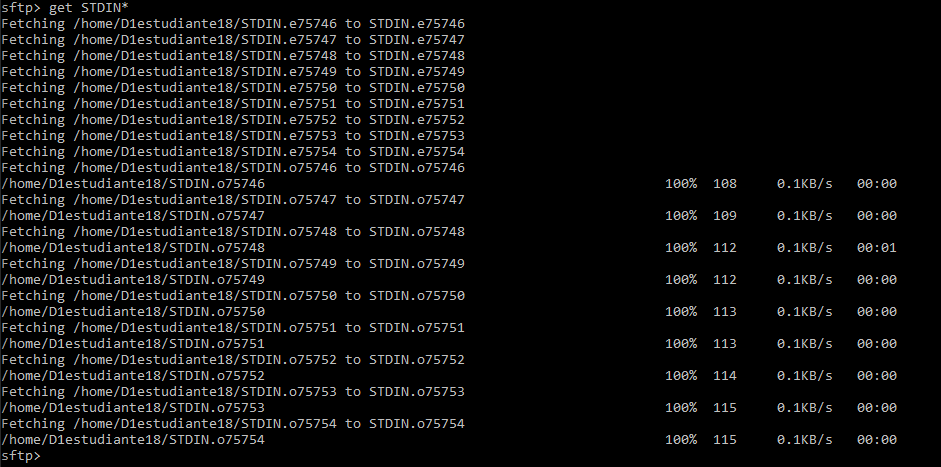 sftp> get STDIN*
Fetching /home/D1estudiante18/STDIN.e75746 to STDIN.e75746
Fetching /home/D1estudiante18/STDIN.e75747 to STDIN.e75747
Fetching /home/D1estudiante18/STDIN.e75748 to STDIN.e75748
Fetching /home/D1estudiante18/STDIN.e75749 to STDIN.e75749
Fetching /home/D1estudiante18/STDIN.e75750 to STDIN.e75750
Fetching /home/D1estudiante18/STDIN.e75751 to STDIN.e75751
Fetching /home/D1estudiante18/STDIN.e75752 to STDIN.e75752
Fetching /home/D1estudiante18/STDIN.e75753 to STDIN.e75753
Fetching /home/D1estudiante18/STDIN.e75754 to STDIN.e75754
Fetching /home/D1estudiante18/STDIN.o75746 to STDIN.o75746
/home/D1estudiante18/STDIN.o75746 100% 108 0.1KB/s 00:00
Fetching /home/D1estudiante18/STDIN.o75747 to STDIN.o75747
/home/D1estudiante18/STDIN.o75747 100% 109 0.1KB/s 00:00
Fetching /home/D1estudiante18/STDIN.o75748 to STDIN.o75748
/home/D1estudiante18/STDIN.o75748 100% 112 0.1KB/s 00:01
Fetching /home/D1estudiante18/STDIN.o75749 to STDIN.o75749
/home/D1estudiante18/STDIN.o75749 100% 112 0.1KB/s 00:00
Fetching /home/D1estudiante18/STDIN.o75750 to STDIN.o75750
/home/D1estudiante18/STDIN.o75750 100% 113 0.1KB/s 00:00
Fetching /home/D1estudiante18/STDIN.o75751 to STDIN.o75751
/home/D1estudiante18/STDIN.o75751 100% 113 0.1KB/s 00:00
Fetching /home/D1estudiante18/STDIN.o75752 to STDIN.o75752
/home/D1estudiante18/STDIN.o75752 100% 114 0.1KB/s 00:00
Fetching /home/D1estudiante18/STDIN.o75753 to STDIN.o75753
/home/D1estudiante18/STDIN.o75753 100% 115 0.1KB/s 00:00
Fetching /home/D1estudiante18/STDIN.o75754 to STDIN.o75754
/home/D1estudiante18/STDIN.o75754 100% 115 0.1KB/s 00:00
sftp>